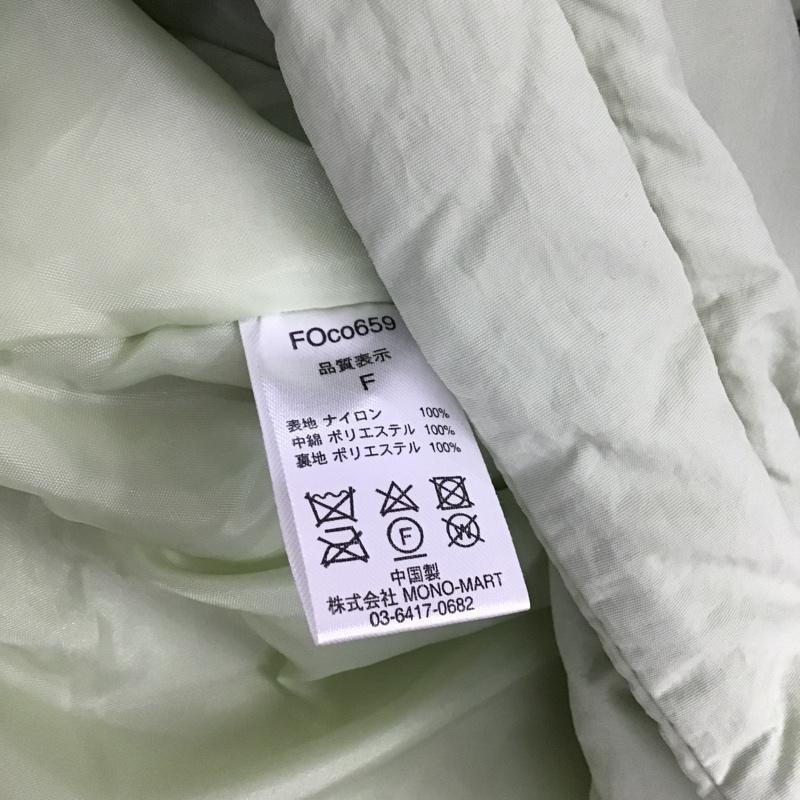 FOco659
品質表示
F
表地 ナイロン 100%
中綿 ポリエステル 100%
裏地 ポリエステル 100%
F W
中国製
株式会社 MONO-MART
03-6417-0682